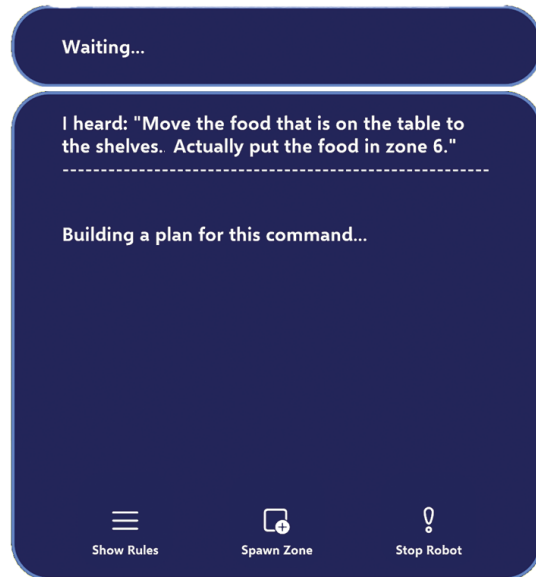 Waiting...
I heard: "Move the food that is on the table to
the shelves. Actually put the food in zone 6."
--------------------------------------------------------
Building a plan for this command...
Show Rules Spawn Zone Stop Robot